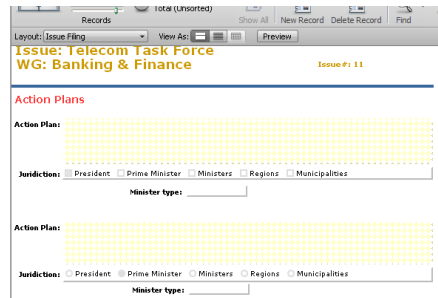 Total (Unsorted)
Records
Show All New Record Delete Record Find
Layout: Issue Filing View As: Preview
Issue: Telecom Task Force
WG: Banking & Finance Issue#: 11
Action Plans
Action Plan:
Juridiction: President Prime Minister Ministers Regions Municipalities
Minister type:
Action Plan:
Juridiction: President Prime Minister Ministers Regions Municipalities
Minister type: